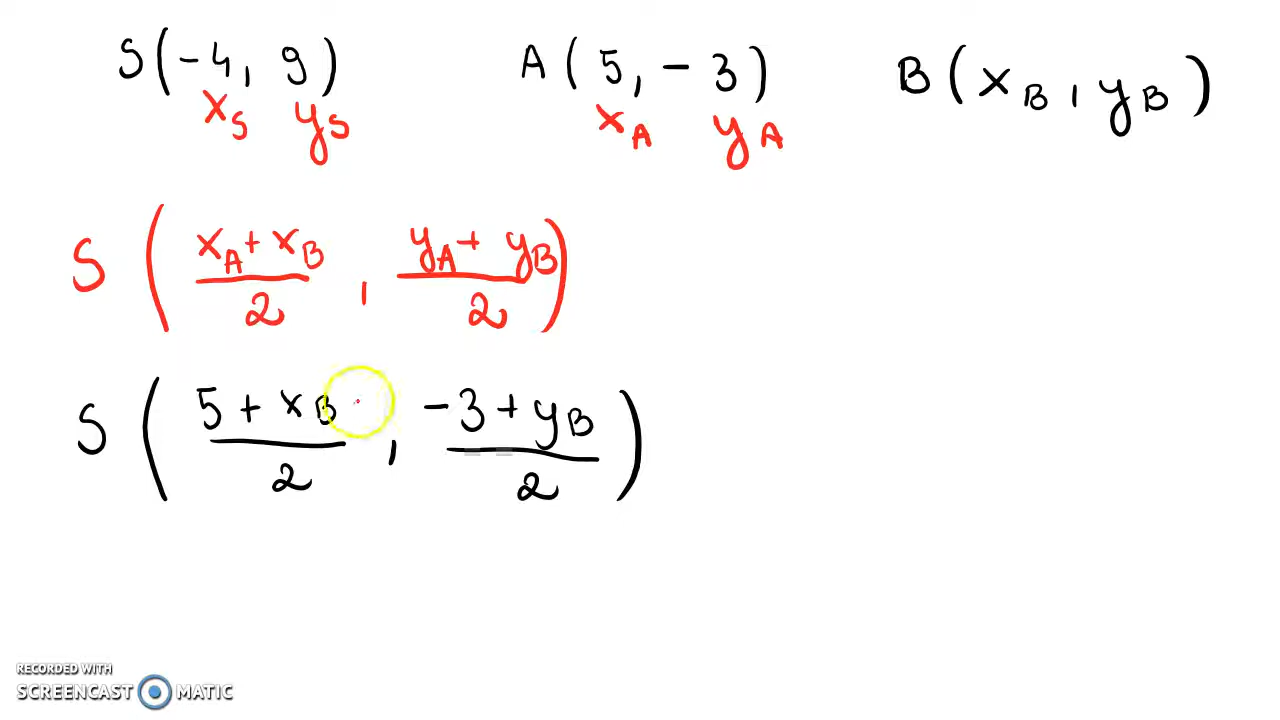 S(-4, 9) A(5, -3) B(x_B, y_B)
x_S y_S x_A y_A
S ( (x_A + x_B)/2 , (y_A + y_B)/2 )
S ( (5 + x_B)/2 , (-3 + y_B)/2 )
RECORDED WITH
SCREENCAST MATIC